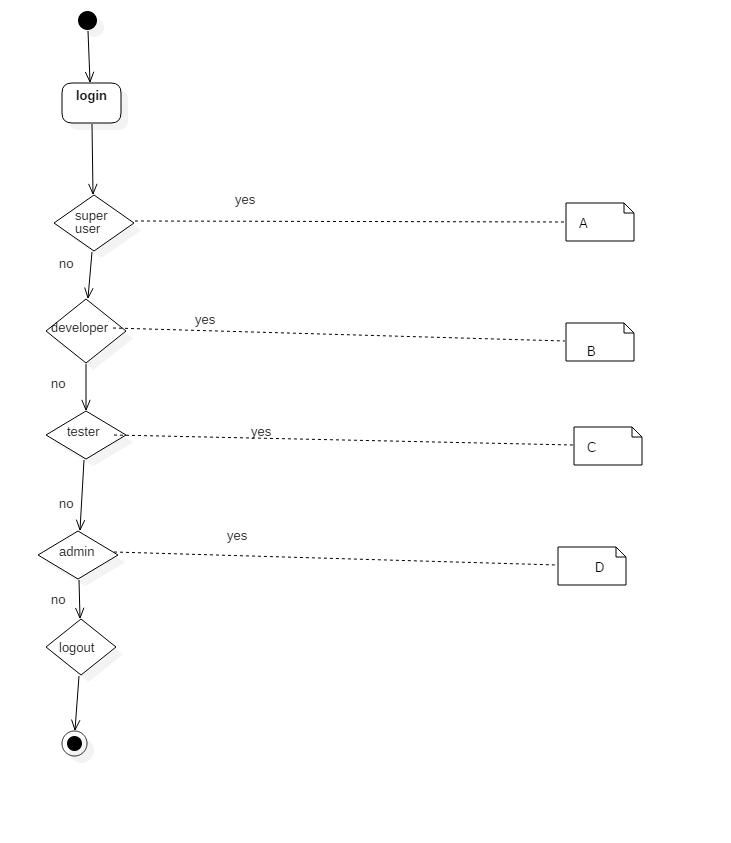 login
yes
super
user
A
no
yes
developer
B
no
yes
tester
C
no
yes
admin
D
no
logout